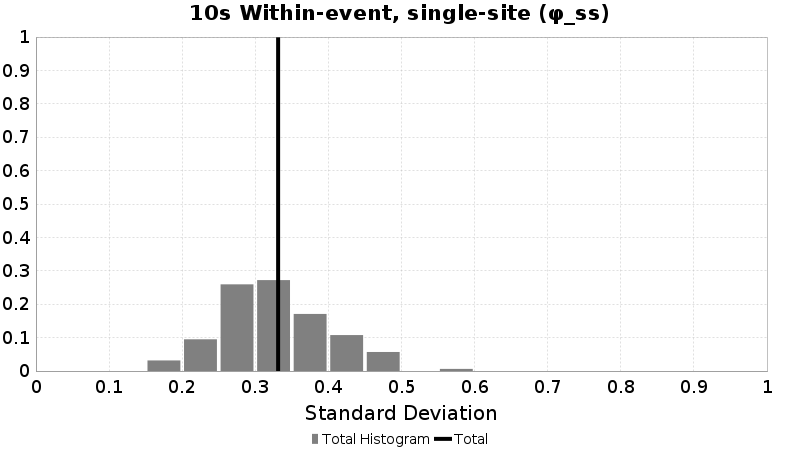 10s Within-event, single-site (φ_ss)
1
0.9
0.8
0.7
0.6
0.5
0.4
0.3
0.2
0.1
0
0 0.1 0.2 0.3 0.4 0.5 0.6 0.7 0.8 0.9 1
Standard Deviation
Total Histogram Total